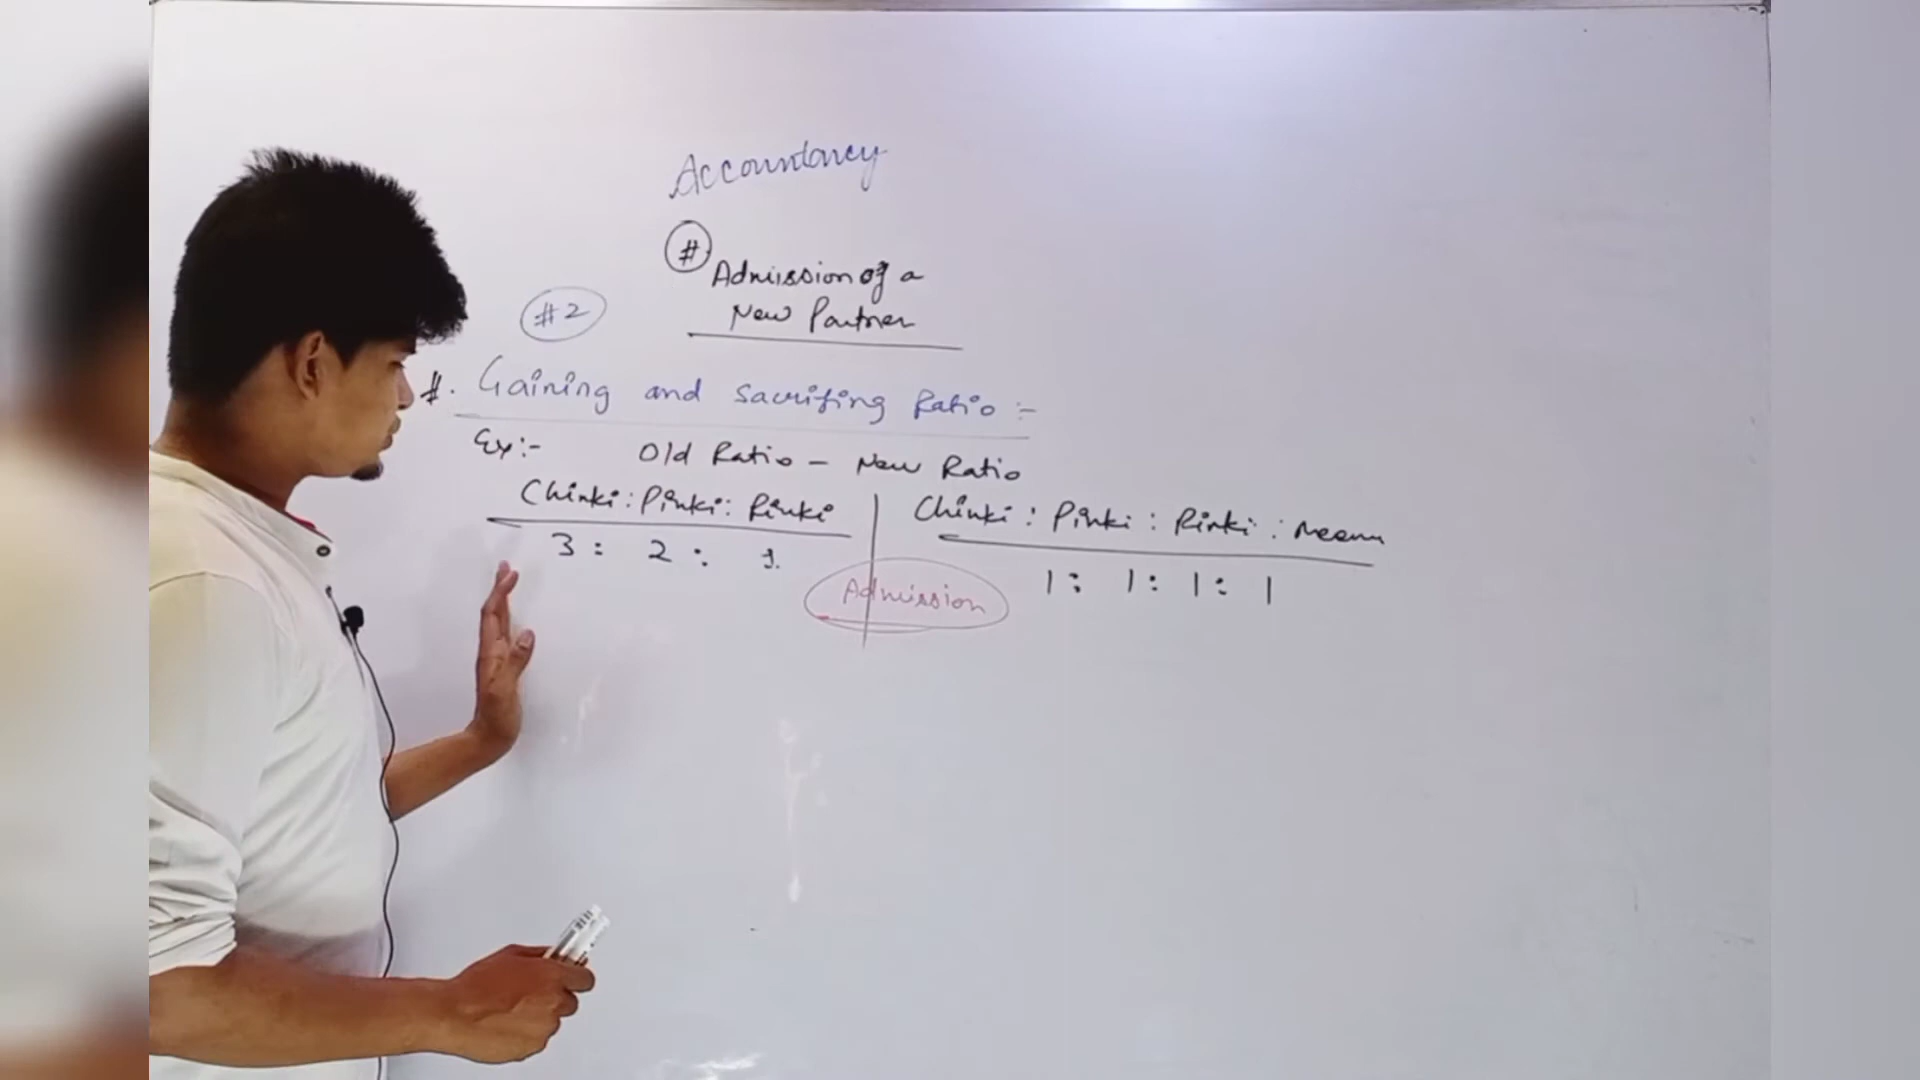 Accountancy
# Admission of a
New Partner
#2
#. Gaining and Sacrifing Ratio :-
Ex:- Old Ratio - New Ratio
Chinki : Pinki : Rinki
3 : 2 : 1.
Chinki : Pinki : Rinki : Meenu
1 : 1 : 1 : 1
Admission